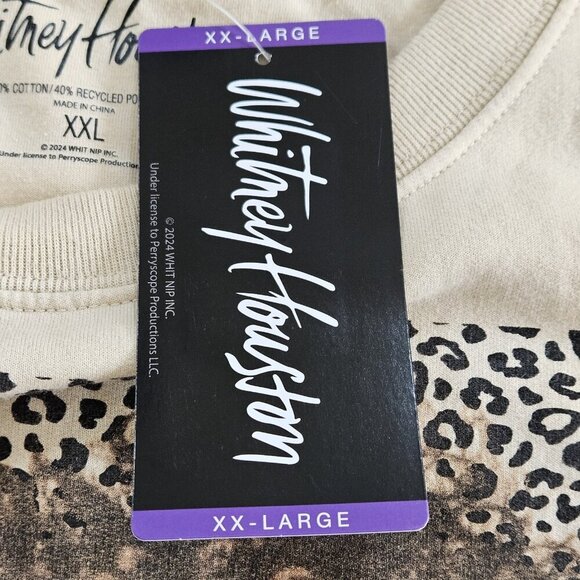 Whitney Hou
% COTTON/40% RECYCLED PO
MADE IN CHINA
XXL
© 2024 WHIT NIP INC.
Under license to Perryscope Production
XX-LARGE
Whitney Houston
© 2024 WHIT NIP INC.
Under license to Perryscope Productions LLC.
XX-LARGE